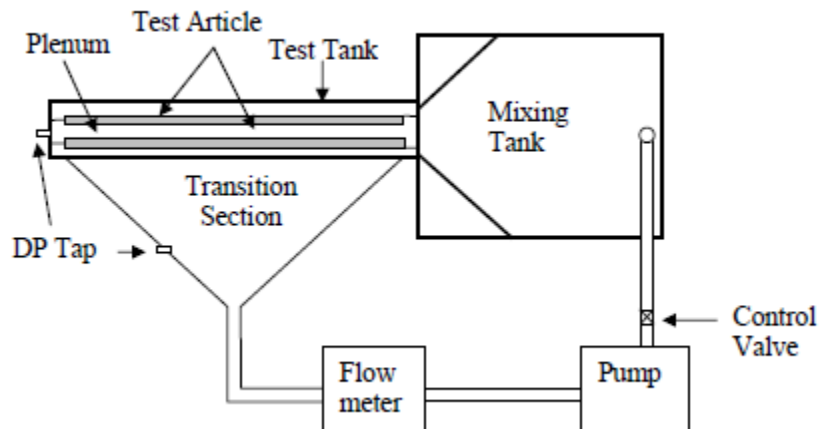 Test Article
Plenum
Test Tank
Mixing
Tank
Transition
Section
DP Tap
Control
Valve
Flow
meter
Pump